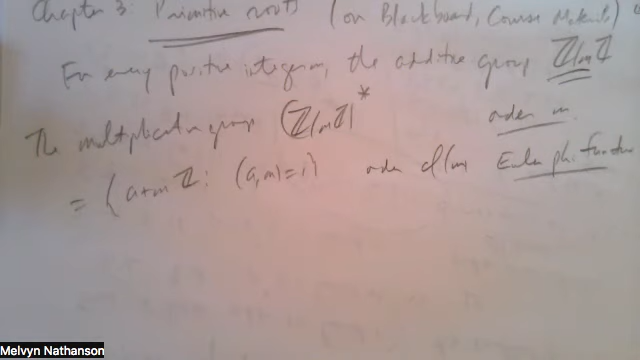 Chapter 3: Primitive roots (on Blackboard, Course Materials)
For every positive integer m, the additive group ℤ/mℤ
order m.
The multiplicative group (ℤ/mℤ)*
= { a+mℤ : (a,m)=1} order φ(m) Euler phi function
Melvyn Nathanson